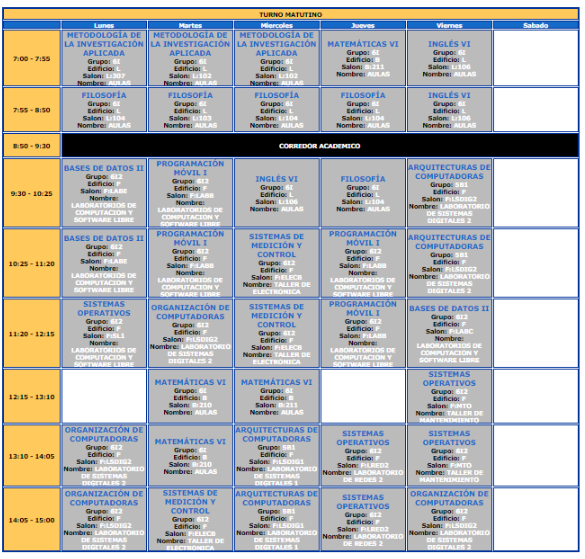 TURNO MATUTINO
Lunes Martes Miercoles Jueves Viernes Sabado
7:00 - 7:55
METODOLOGÍA DE LA INVESTIGACIÓN APLICADA
Grupo: 6I
Edificio: L
Salon: L:307
Nombre: AULAS
METODOLOGÍA DE LA INVESTIGACIÓN APLICADA
Grupo: 6I
Edificio: L
Salon: L:102
Nombre: AULAS
METODOLOGÍA DE LA INVESTIGACIÓN APLICADA
Grupo: 6I
Edificio: L
Salon: L:102
Nombre: AULAS
MATEMÁTICAS VI
Grupo: 6I
Edificio: B
Salon: B:211
Nombre: AULAS
INGLÉS VI
Grupo: 6I
Edificio: L
Salon: L:106
Nombre: AULAS
7:55 - 8:50
FILOSOFÍA
Grupo: 6I
Edificio: L
Salon: L:104
Nombre: AULAS
FILOSOFÍA
Grupo: 6I
Edificio: L
Salon: L:103
Nombre: AULAS
FILOSOFÍA
Grupo: 6I
Edificio: L
Salon: L:104
Nombre: AULAS
FILOSOFÍA
Grupo: 6I
Edificio: L
Salon: L:104
Nombre: AULAS
INGLÉS VI
Grupo: 6I
Edificio: L
Salon: L:106
Nombre: AULAS
8:50 - 9:30
CORREDOR ACADEMICO
9:30 - 10:25
BASES DE DATOS II
Grupo: 6I2
Edificio: F
Salon: F:LABE
Nombre:
LABORATORIOS DE
COMPUTACION Y
SOFTWARE LIBRE
PROGRAMACIÓN
MÓVIL I
Grupo: 6I2
Edificio: F
Salon: F:LABB
Nombre:
LABORATORIOS DE
COMPUTACION Y
SOFTWARE LIBRE
INGLÉS VI
Grupo: 6I
Edificio: L
Salon: L:106
Nombre: AULAS
FILOSOFÍA
Grupo: 6I
Edificio: L
Salon: L:104
Nombre: AULAS
ARQUITECTURAS DE
COMPUTADORAS
Grupo: SB1
Edificio: F
Salon: F:LSDIG2
Nombre: LABORATORIO
DE SISTEMAS
DIGITALES 2
10:25 - 11:20
BASES DE DATOS II
Grupo: 6I2
Edificio: F
Salon: F:LABE
Nombre:
LABORATORIOS DE
COMPUTACION Y
SOFTWARE LIBRE
PROGRAMACIÓN
MÓVIL I
Grupo: 6I2
Edificio: F
Salon: F:LABB
Nombre:
LABORATORIOS DE
COMPUTACION Y
SOFTWARE LIBRE
SISTEMAS DE
MEDICIÓN Y
CONTROL
Grupo: 6I2
Edificio: F
Salon: F:ELECB
Nombre: TALLER DE
ELECTRONICA
PROGRAMACIÓN
MÓVIL I
Grupo: 6I2
Edificio: F
Salon: F:LABB
Nombre:
LABORATORIOS DE
COMPUTACION Y
SOFTWARE LIBRE
ARQUITECTURAS DE
COMPUTADORAS
Grupo: SB1
Edificio: F
Salon: F:LSDIG2
Nombre: LABORATORIO
DE SISTEMAS
DIGITALES 2
11:20 - 12:15
SISTEMAS
OPERATIVOS
Grupo: 6I2
Edificio: F
Salon: F:SL1
Nombre:
LABORATORIOS DE
COMPUTACION Y
SOFTWARE LIBRE
ORGANIZACIÓN DE
COMPUTADORAS
Grupo: 6I2
Edificio: F
Salon: F:LSDIG2
Nombre: LABORATORIO
DE SISTEMAS
DIGITALES 2
SISTEMAS DE
MEDICIÓN Y
CONTROL
Grupo: 6I2
Edificio: F
Salon: F:ELECB
Nombre: TALLER DE
ELECTRONICA
PROGRAMACIÓN
MÓVIL I
Grupo: 6I2
Edificio: F
Salon: F:LABB
Nombre:
LABORATORIOS DE
COMPUTACION Y
SOFTWARE LIBRE
BASES DE DATOS II
Grupo: 6I2
Edificio: F
Salon: F:LABC
Nombre:
LABORATORIOS DE
COMPUTACION Y
SOFTWARE LIBRE
12:15 - 13:10
MATEMÁTICAS VI
Grupo: 6I
Edificio: B
Salon: B:210
Nombre: AULAS
MATEMÁTICAS VI
Grupo: 6I
Edificio: B
Salon: B:211
Nombre: AULAS
SISTEMAS
OPERATIVOS
Grupo: 6I2
Edificio: F
Salon: F:MTO
Nombre: TALLER DE
MANTENIMIENTO
13:10 - 14:05
ORGANIZACIÓN DE
COMPUTADORAS
Grupo: 6I2
Edificio: F
Salon: F:LSDIG2
Nombre: LABORATORIO
DE SISTEMAS
DIGITALES 2
MATEMÁTICAS VI
Grupo: 6I
Edificio: B
Salon: B:210
Nombre: AULAS
ARQUITECTURAS DE
COMPUTADORAS
Grupo: SB1
Edificio: F
Salon: F:LSDIG1
Nombre: LABORATORIO
DE SISTEMAS
DIGITALES 1
SISTEMAS
OPERATIVOS
Grupo: 6I2
Edificio: F
Salon: F:LRED2
Nombre: LABORATORIO
DE REDES 2
SISTEMAS
OPERATIVOS
Grupo: 6I2
Edificio: F
Salon: F:MTO
Nombre: TALLER DE
MANTENIMIENTO
14:05 - 15:00
ORGANIZACIÓN DE
COMPUTADORAS
Grupo: 6I2
Edificio: F
Salon: F:LSDIG2
Nombre: LABORATORIO
DE SISTEMAS
DIGITALES 2
SISTEMAS DE
MEDICIÓN Y
CONTROL
Grupo: 6I2
Edificio: F
Salon: F:ELECB
Nombre: TALLER DE
ELECTRONICA
ARQUITECTURAS DE
COMPUTADORAS
Grupo: SB1
Edificio: F
Salon: F:LSDIG1
Nombre: LABORATORIO
DE SISTEMAS
DIGITALES 1
SISTEMAS
OPERATIVOS
Grupo: 6I2
Edificio: F
Salon: F:LRED2
Nombre: LABORATORIO
DE REDES 2
ORGANIZACIÓN DE
COMPUTADORAS
Grupo: 6I2
Edificio: F
Salon: F:LSDIG2
Nombre: LABORATORIO
DE SISTEMAS
DIGITALES 2